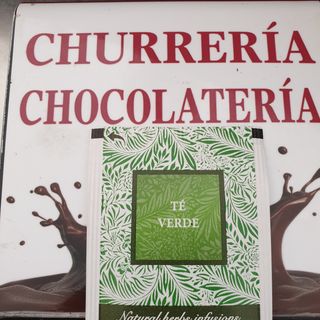 CHURRERÍA
CHOCOLATERÍA
TÉ
VERDE
Natural herbs infusions